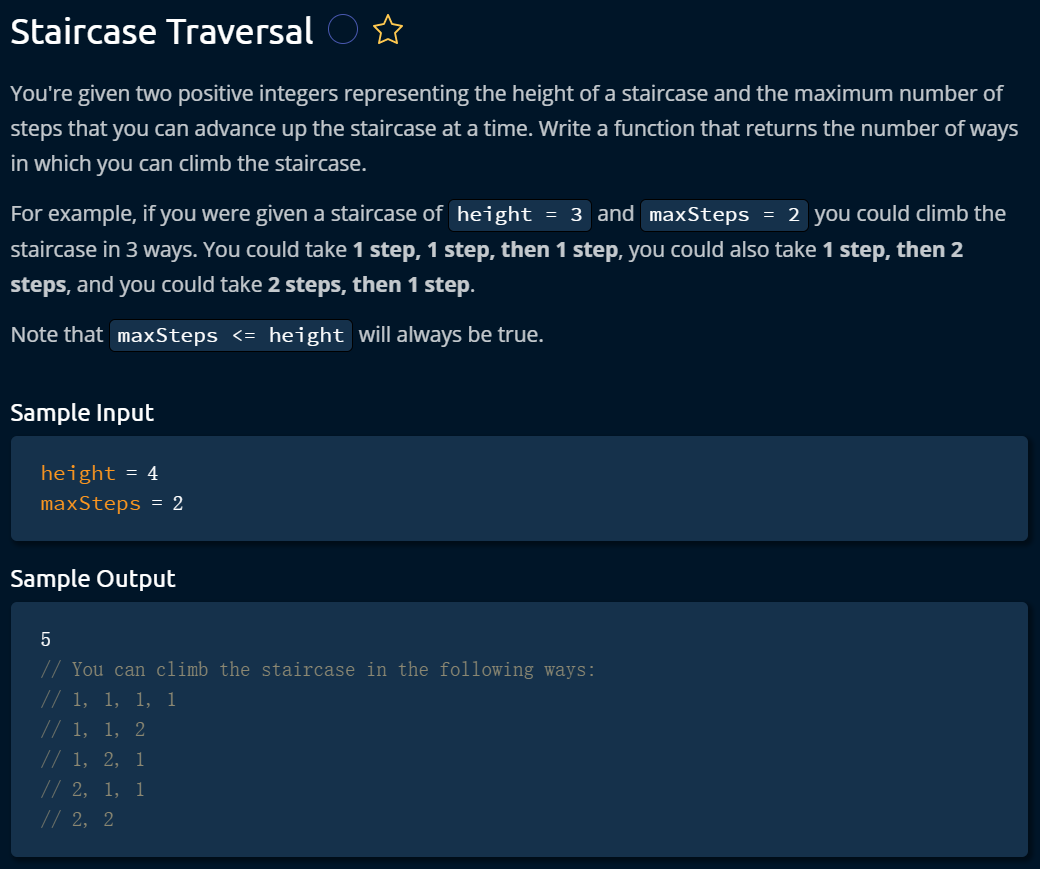 Staircase Traversal
You're given two positive integers representing the height of a staircase and the maximum number of
steps that you can advance up the staircase at a time. Write a function that returns the number of ways
in which you can climb the staircase.
For example, if you were given a staircase of height = 3 and maxSteps = 2 you could climb the
staircase in 3 ways. You could take 1 step, 1 step, then 1 step, you could also take 1 step, then 2
steps, and you could take 2 steps, then 1 step.
Note that maxSteps <= height will always be true.
Sample Input
height = 4
maxSteps = 2
Sample Output
5
// You can climb the staircase in the following ways:
// 1, 1, 1, 1
// 1, 1, 2
// 1, 2, 1
// 2, 1, 1
// 2, 2